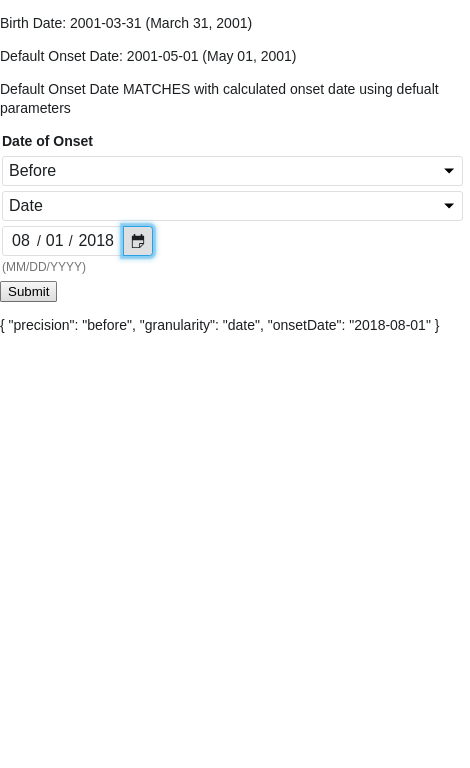 Birth Date: 2001-03-31 (March 31, 2001)
Default Onset Date: 2001-05-01 (May 01, 2001)
Default Onset Date MATCHES with calculated onset date using defualt
parameters
Date of Onset
Before
Date
08 / 01 / 2018
(MM/DD/YYYY)
Submit
{ "precision": "before", "granularity": "date", "onsetDate": "2018-08-01" }